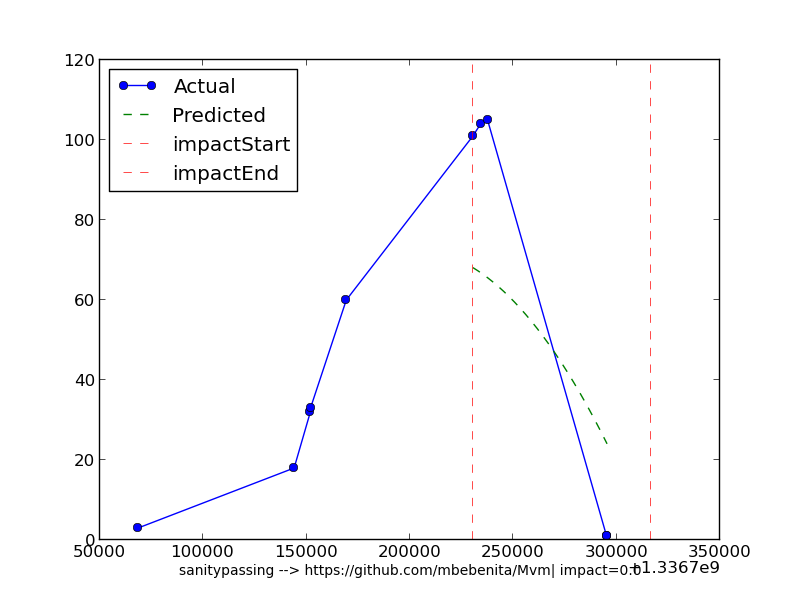 120
100
80
60
40
20
0
Actual
Predicted
impactStart
impactEnd
50000 100000 150000 200000 250000 300000 350000
+1.3367e9
sanitypassing --> https://github.com/mbebenita/Mvm| impact=0.0